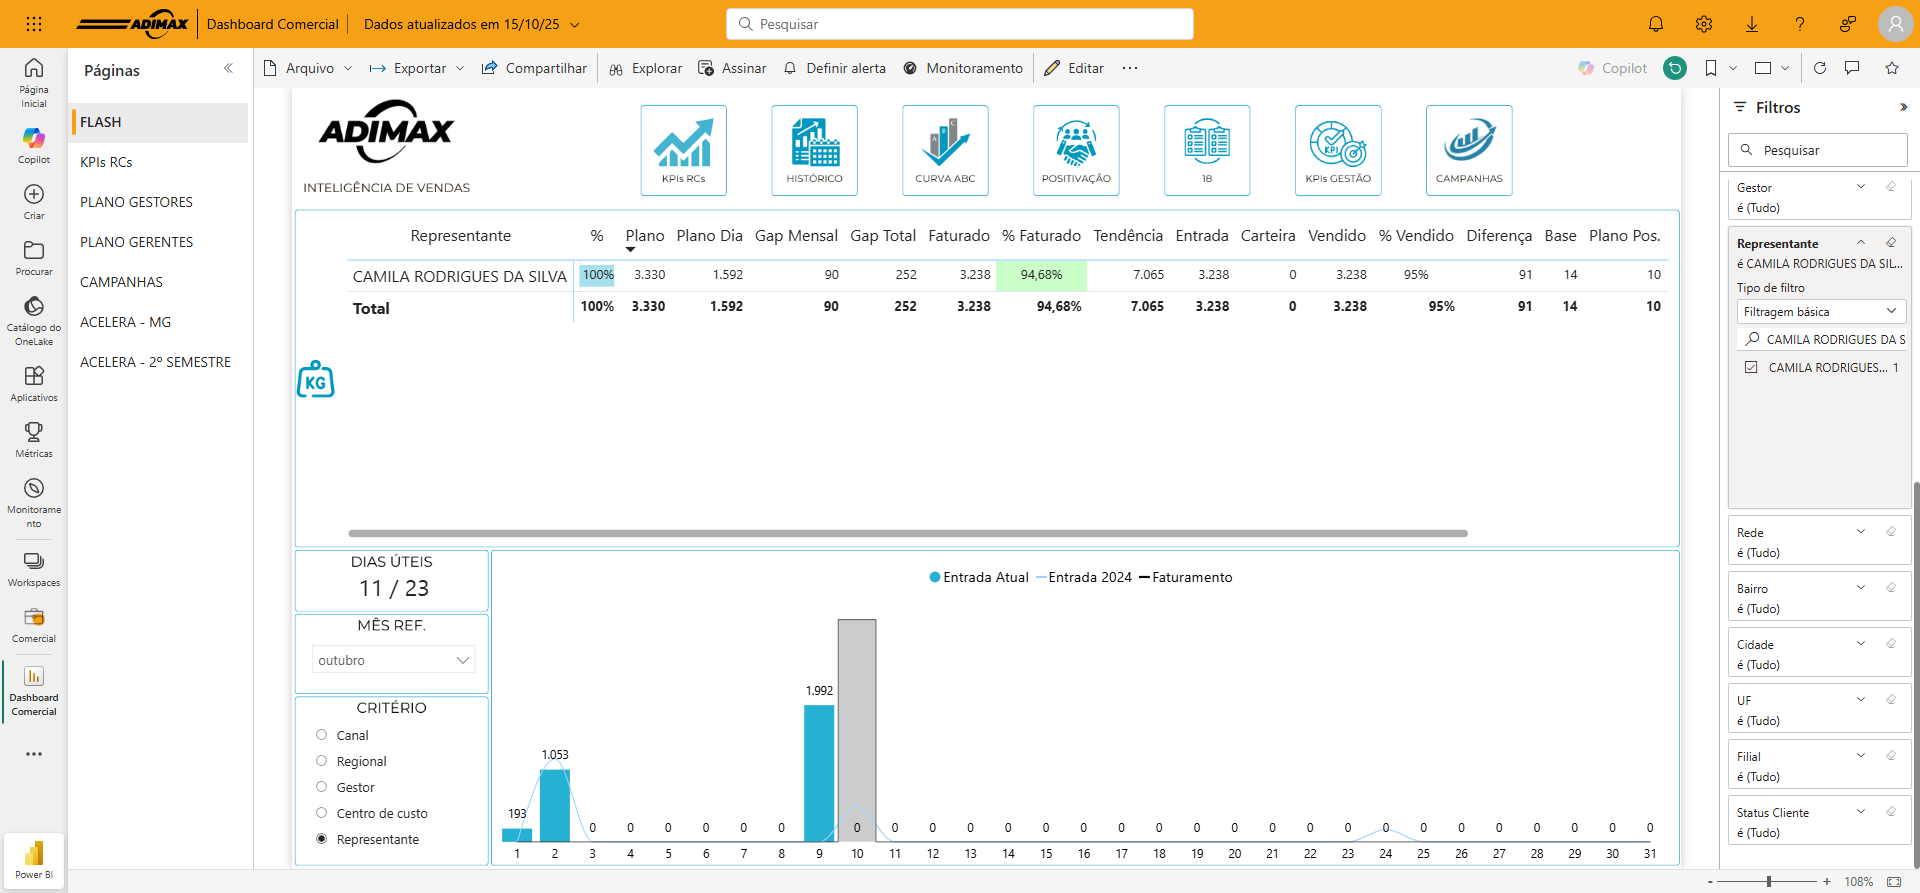 ADIMAX
Dashboard Comercial
Dados atualizados em 15/10/25
Pesquisar
Página Inicial
Copilot
Criar
Procurar
Catálogo do OneLake
Aplicativos
Métricas
Monitorame
nto
Workspaces
Comercial
Dashboard Comercial
Power BI
Páginas
FLASH
KPIs RCs
PLANO GESTORES
PLANO GERENTES
CAMPANHAS
ACELERA - MG
ACELERA - 2º SEMESTRE
Arquivo
Exportar
Compartilhar
Explorar
Assinar
Definir alerta
Monitoramento
Editar
Copilot
ADIMAX
INTELIGÊNCIA DE VENDAS
KPIs RCs
HISTÓRICO
A B C
CURVA ABC
POSITIVAÇÃO
18
KPI
KPIs GESTÃO
CAMPANHAS
Representante % Plano Plano Dia Gap Mensal Gap Total Faturado % Faturado Tendência Entrada Carteira Vendido % Vendido Diferença Base Plano Pos.
CAMILA RODRIGUES DA SILVA 100% 3.330 1.592 90 252 3.238 94,68% 7.065 3.238 0 3.238 95% 91 14 10
Total 100% 3.330 1.592 90 252 3.238 94,68% 7.065 3.238 0 3.238 95% 91 14 10
KG
DIAS ÚTEIS
11 / 23
MÊS REF.
outubro
CRITÉRIO
Canal
Regional
Gestor
Centro de custo
Representante
Entrada Atual Entrada 2024 Faturamento
193 1.053 0 0 0 0 0 0 1.992 0 0 0 0 0 0 0 0 0 0 0 0 0 0 0 0 0 0 0 0 0 0
1 2 3 4 5 6 7 8 9 10 11 12 13 14 15 16 17 18 19 20 21 22 23 24 25 26 27 28 29 30 31
Filtros
Pesquisar
Gestor
é (Tudo)
Representante
é CAMILA RODRIGUES DA SIL...
Tipo de filtro
Filtragem básica
CAMILA RODRIGUES DA S
CAMILA RODRIGUES... 1
Rede
é (Tudo)
Bairro
é (Tudo)
Cidade
é (Tudo)
UF
é (Tudo)
Filial
é (Tudo)
Status Cliente
é (Tudo)
- + 108%